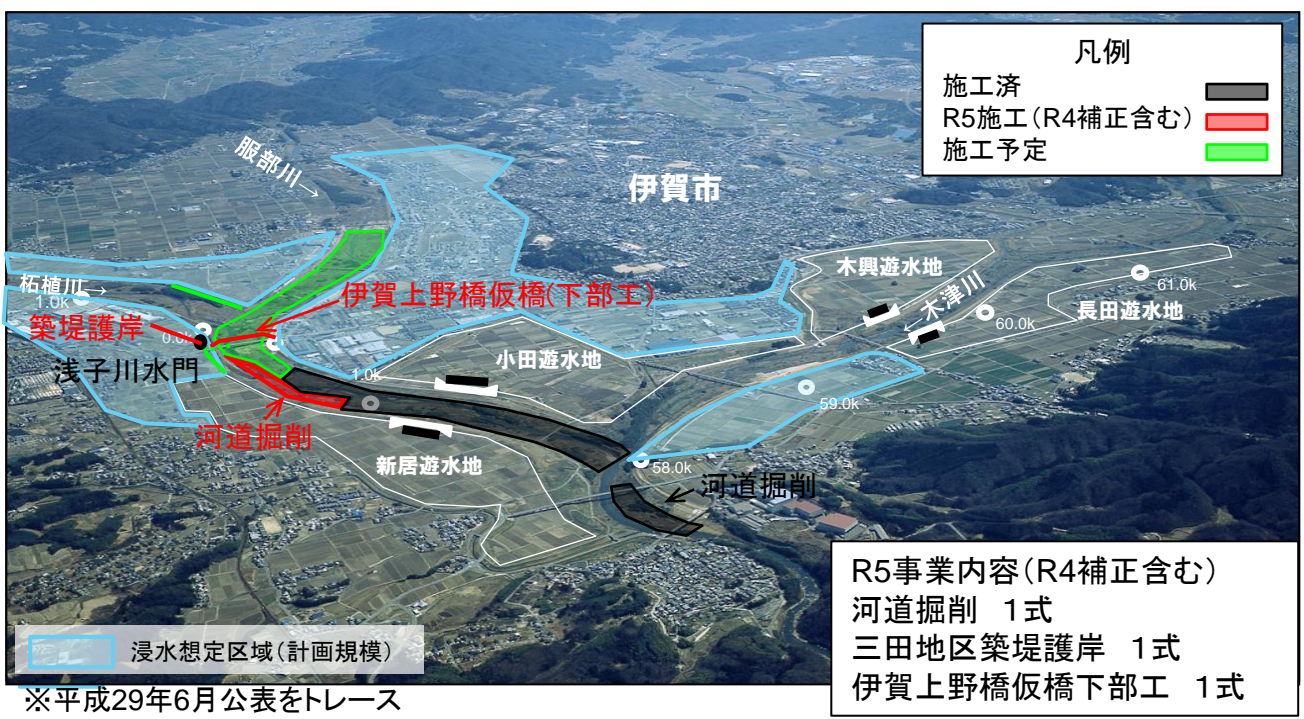 凡例
施工済
R5施工(R4補正含む)
施工予定
服部川→
伊賀市
木興遊水地
←木津川
61.0k
長田遊水地
60.0k
柘植川→
1.0k
伊賀上野橋仮橋(下部工)
築堤護岸
0.0k
浅子川水門
小田遊水地
1.0k
59.0k
河道掘削
新居遊水地
58.0k
河道掘削
R5事業内容(R4補正含む)
河道掘削 1式
三田地区築堤護岸 1式
伊賀上野橋仮橋下部工 1式
浸水想定区域(計画規模)
※平成29年6月公表をトレース